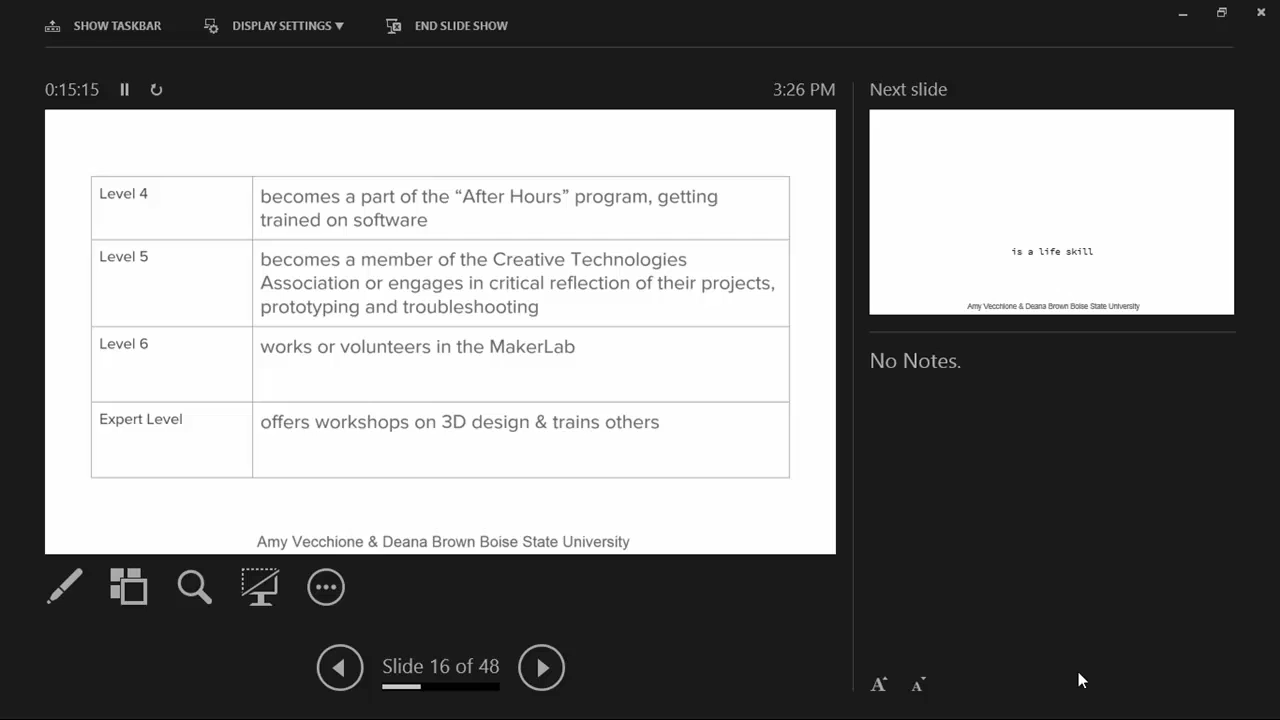 SHOW TASKBAR
DISPLAY SETTINGS ▼
END SLIDE SHOW
0:15:15
3:26 PM
Level 4
becomes a part of the “After Hours” program, getting
trained on software
Level 5
becomes a member of the Creative Technologies
Association or engages in critical reflection of their projects,
prototyping and troubleshooting
Level 6
works or volunteers in the MakerLab
Expert Level
offers workshops on 3D design & trains others
Amy Vecchione & Deana Brown Boise State University
Slide 16 of 48
Next slide
is a life skill
Amy Vecchione & Deana Brown Boise State University
No Notes.
A A